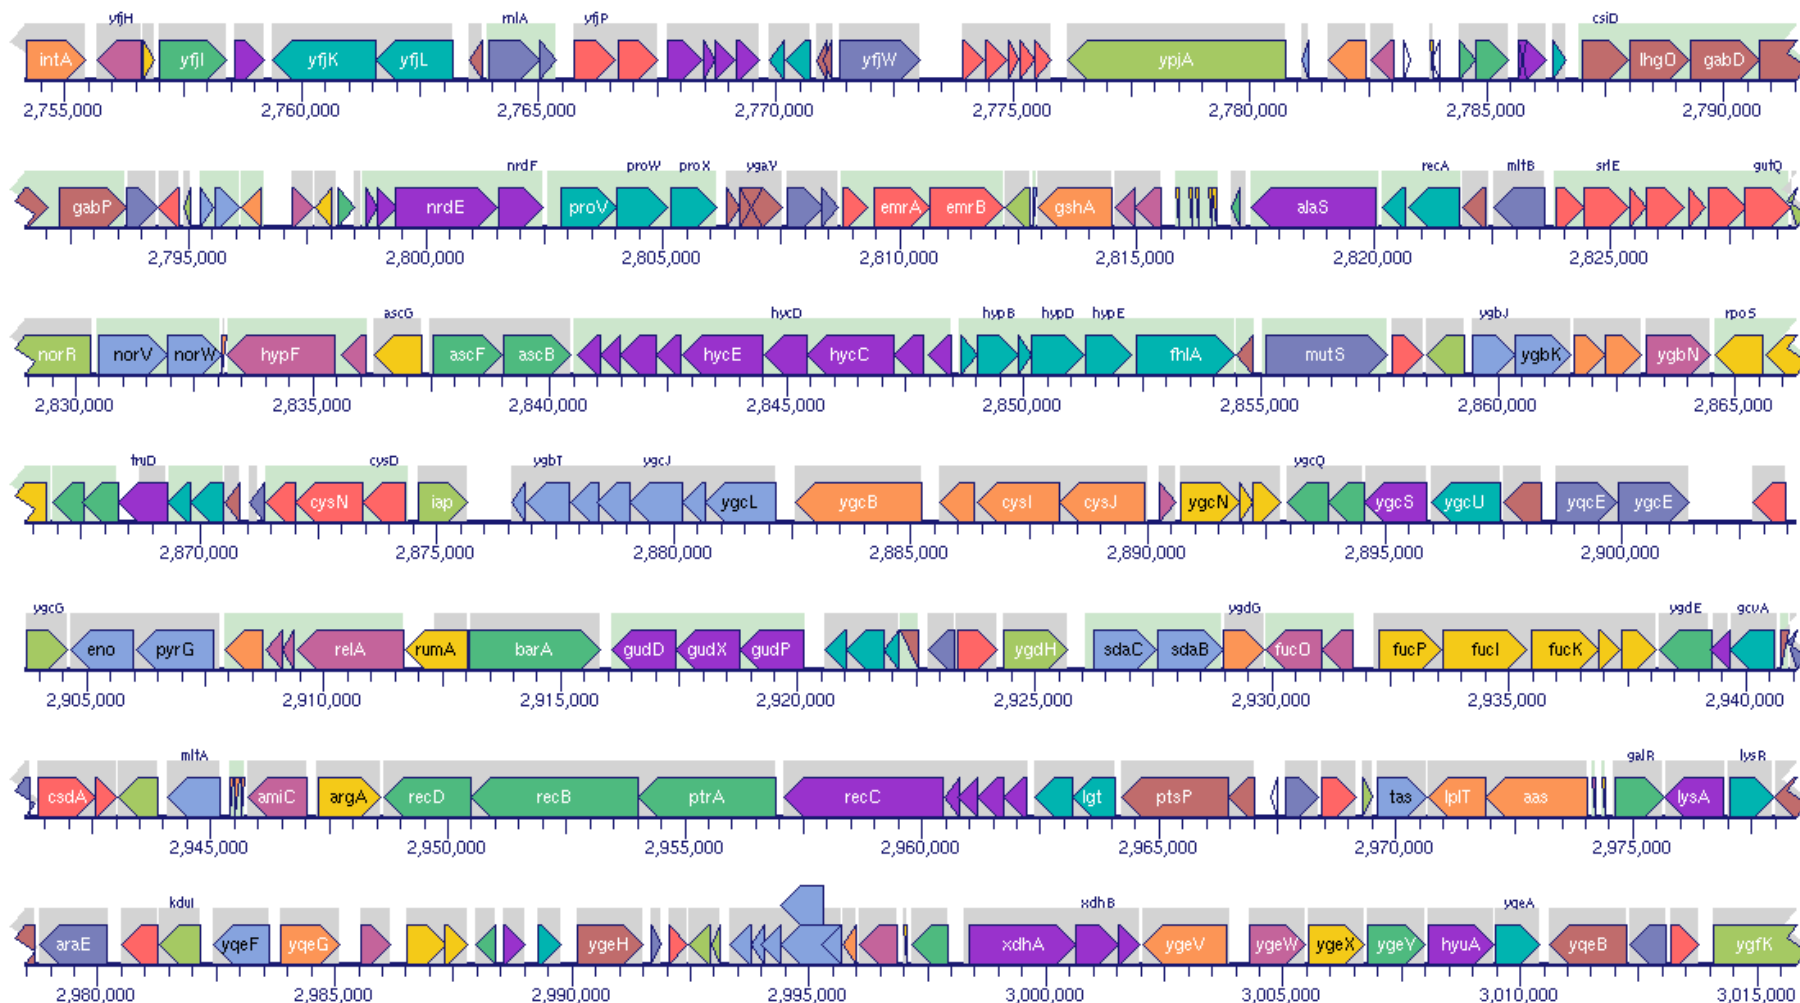 yfjH rnlA yfjP csiD
intA yfjI yfjK yfjL yfjW ypjA lhgO gabD
2,755,000 2,760,000 2,765,000 2,770,000 2,775,000 2,780,000 2,785,000 2,790,000
nrdF proW proX ygaY recA mltB srlE gutQ
gabP nrdE proV emrA emrB gshA alaS
2,795,000 2,800,000 2,805,000 2,810,000 2,815,000 2,820,000 2,825,000
ascG hycD hypB hypD hypE ygbJ rpoS
norR norV norW hypF ascF ascB hycE hycC fhlA mutS ygbK ygbN
2,830,000 2,835,000 2,840,000 2,845,000 2,850,000 2,855,000 2,860,000 2,865,000
truD cysD ygbT ygcJ ygcQ
cysN iap ygcL ygcB cysI cysJ ygcN ygcS ygcU yqcE ygcE
2,870,000 2,875,000 2,880,000 2,885,000 2,890,000 2,895,000 2,900,000
ygcG ygdG ygdE gcvA
eno pyrG relA rumA barA gudD gudX gudP ygdH sdaC sdaB fucO fucP fucI fucK
2,905,000 2,910,000 2,915,000 2,920,000 2,925,000 2,930,000 2,935,000 2,940,000
mltA galR lysR
csdA amiC argA recD recB ptrA recC lgt ptsP tas lplT aas lysA
2,945,000 2,950,000 2,955,000 2,960,000 2,965,000 2,970,000 2,975,000
kduI xdhB yqeA
araE yqeF yqeG ygeH xdhA ygeV ygeW ygeX ygeY hyuA yqeB ygfK
2,980,000 2,985,000 2,990,000 2,995,000 3,000,000 3,005,000 3,010,000 3,015,000